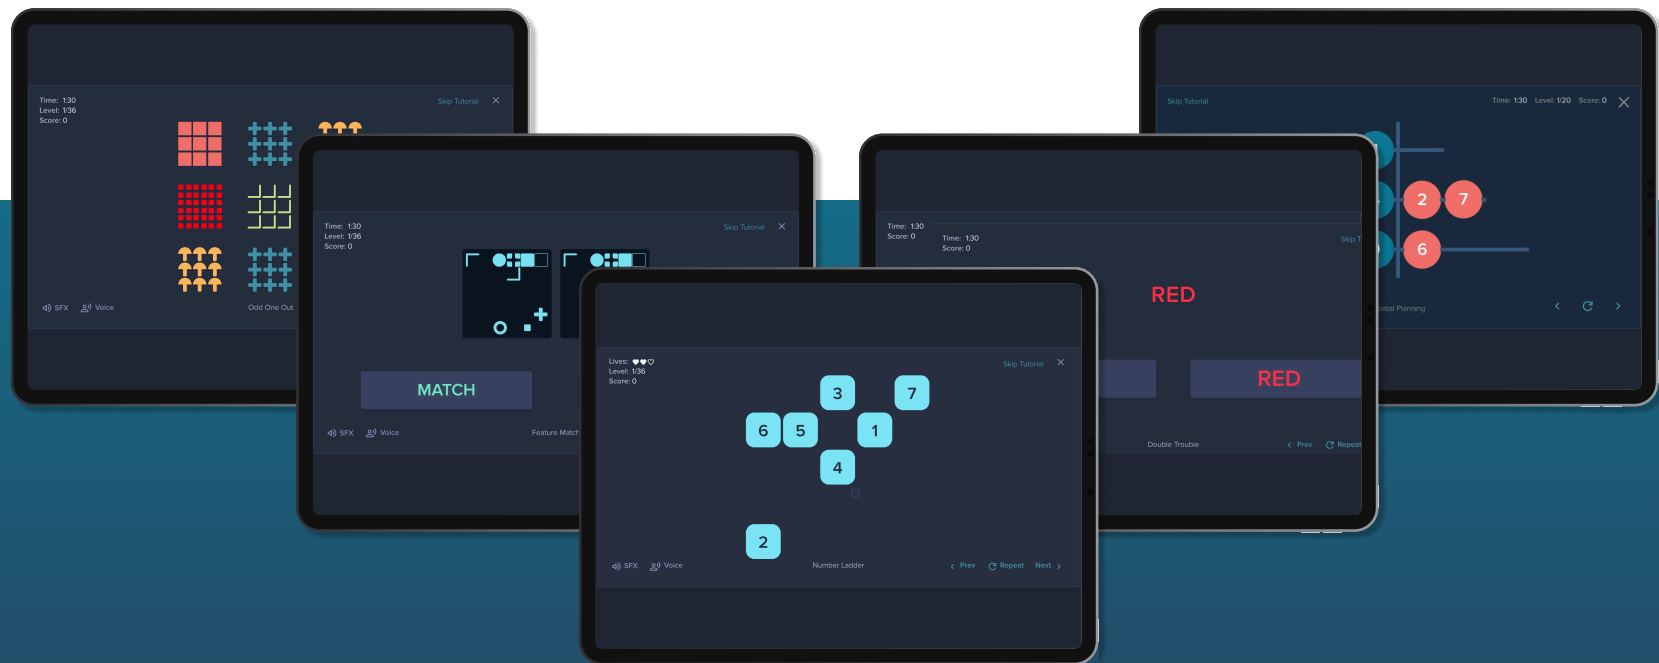 Time: 1:30
Level: 1/36
Score: 0
Skip Tutorial
SFX
Voice
Odd One Out
Time: 1:30
Level: 1/36
Score: 0
Skip Tutorial
MATCH
SFX
Voice
Feature Match
Lives:
Level: 1/36
Score: 0
Skip Tutorial
3
7
6
5
1
4
2
SFX
Voice
Number Ladder
Prev
Repeat
Next
Time: 1:30
Score: 0
Time: 1:30
Score: 0
Skip T
RED
RED
Double Trouble
Prev
Repeat
Skip Tutorial
Time: 1:30 Level: 1/20 Score: 0
2
7
6
Planning